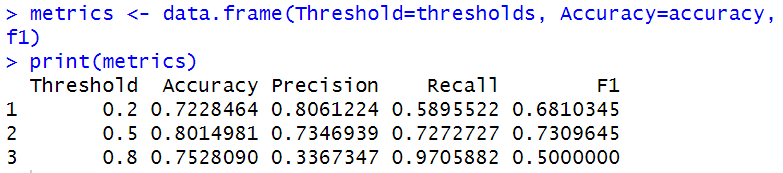 > metrics <- data.frame(Threshold=thresholds, Accuracy=accuracy,
f1)
> print(metrics)
  Threshold  Accuracy Precision    Recall        F1
1       0.2 0.7228464 0.8061224 0.5895522 0.6810345
2       0.5 0.8014981 0.7346939 0.7272727 0.7309645
3       0.8 0.7528090 0.3367347 0.9705882 0.5000000